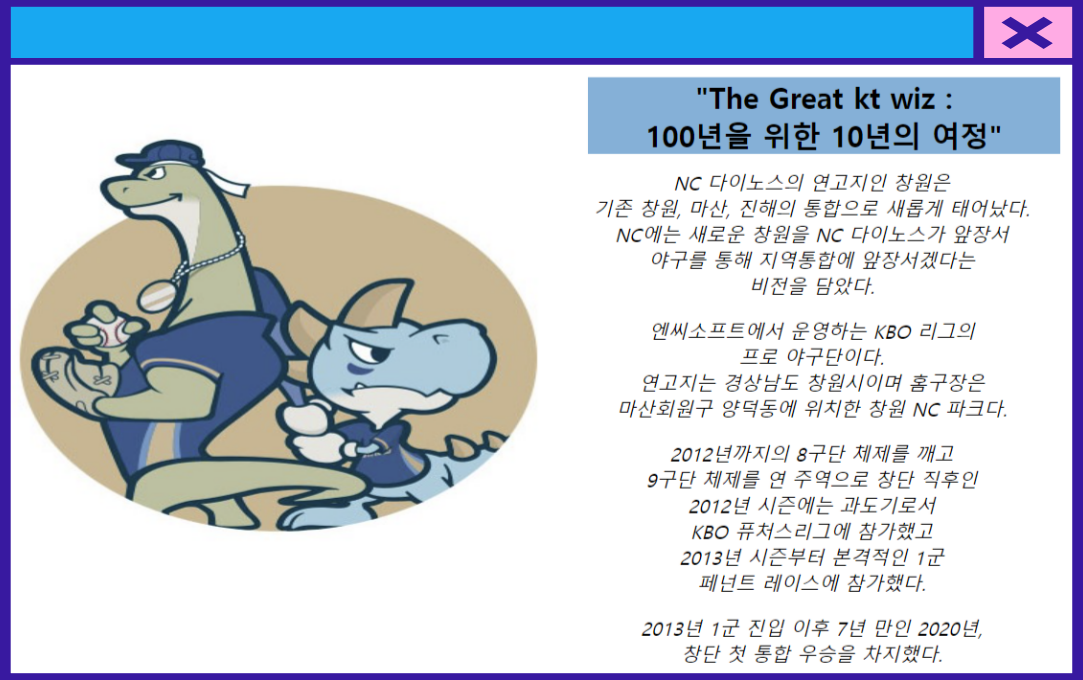 "The Great kt wiz :
100년을 위한 10년의 여정"
NC 다이노스의 연고지인 창원은
기존 창원, 마산, 진해의 통합으로 새롭게 태어났다.
NC에는 새로운 창원을 NC 다이노스가 앞장서
야구를 통해 지역통합에 앞장서겠다는
비전을 담았다.
엔씨소프트에서 운영하는 KBO 리그의
프로 야구단이다.
연고지는 경상남도 창원시이며 홈구장은
마산회원구 양덕동에 위치한 창원 NC 파크다.
2012년까지의 8구단 체제를 깨고
9구단 체제를 연 주역으로 창단 직후인
2012년 시즌에는 과도기로서
KBO 퓨처스리그에 참가했고
2013년 시즌부터 본격적인 1군
페넌트 레이스에 참가했다.
2013년 1군 진입 이후 7년 만인 2020년,
창단 첫 통합 우승을 차지했다.